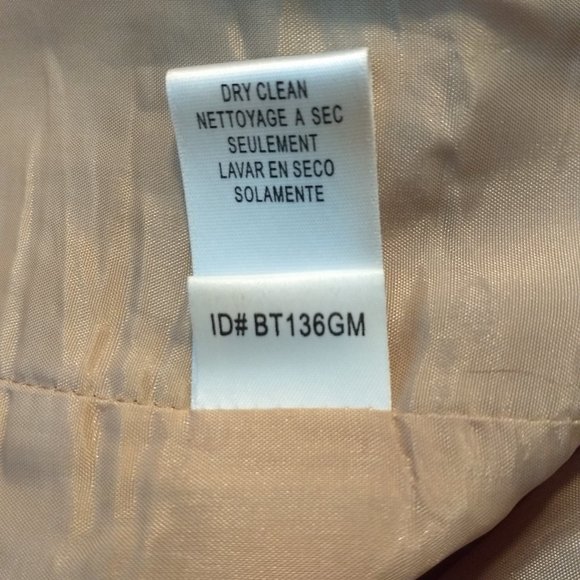 DRY CLEAN
NETTOYAGE A SEC
SEULEMENT
LAVAR EN SECO
SOLAMENTE
ID# BT136GM